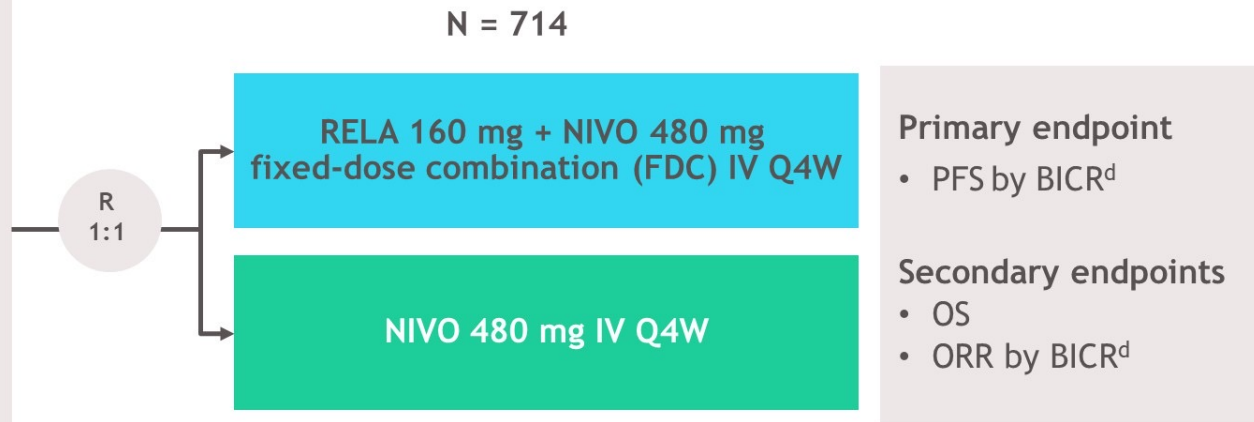 N = 714
R
1:1
RELA 160 mg + NIVO 480 mg
fixed-dose combination (FDC) IV Q4W
NIVO 480 mg IV Q4W
Primary endpoint
• PFS by BICRᵈ
Secondary endpoints
• OS
• ORR by BICRᵈ